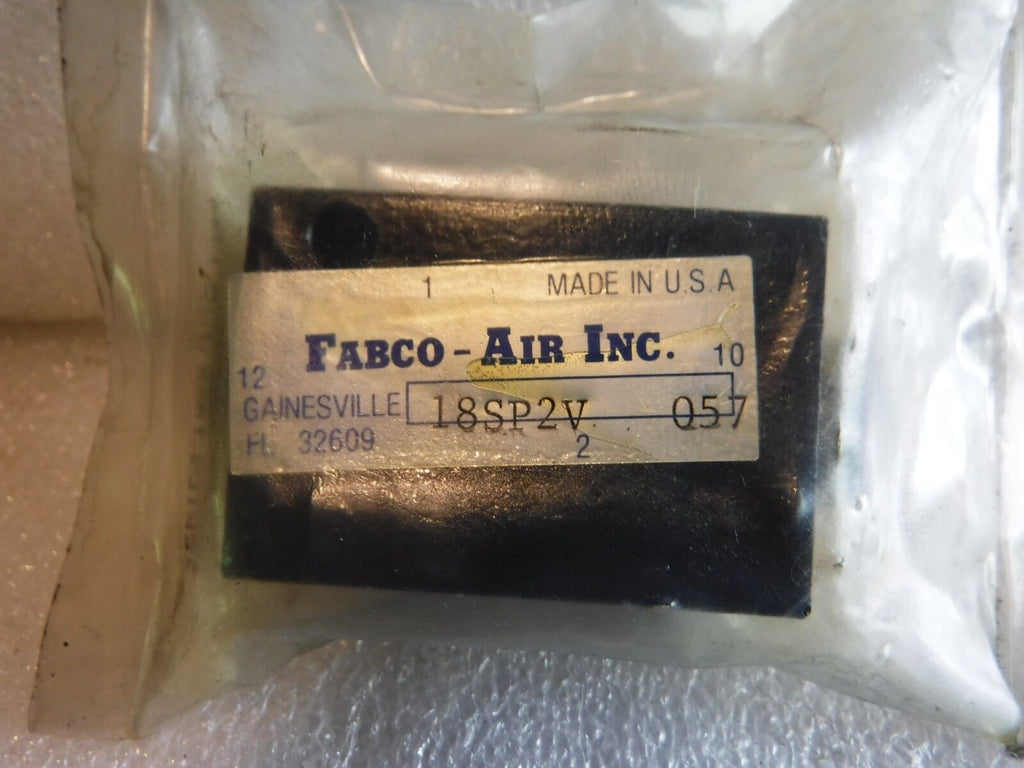 1 MADE IN U.S.A
FABCO-AIR INC.
12 10
GAINESVILLE 18SP2V 057
FL 32609 2